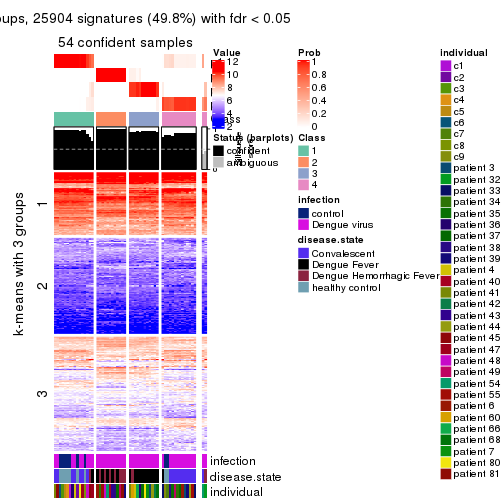 oups, 25904 signatures (49.8%) with fdr < 0.05
54 confident samples
k-means with 3 groups
1
2
3
infection
disease.state
individual
Value
12
10
8
6
4
2
Status (barplots)
confident
ambiguous
Prob
1
0.8
0.6
0.4
0.2
0
Class
1
2
3
4
infection
control
Dengue virus
disease.state
Convalescent
Dengue Fever
Dengue Hemorrhagic Fever
healthy control
individual
c1
c2
c3
c4
c5
c6
c7
c8
c9
patient 3
patient 32
patient 33
patient 34
patient 35
patient 36
patient 37
patient 38
patient 39
patient 4
patient 40
patient 41
patient 42
patient 43
patient 44
patient 45
patient 47
patient 48
patient 49
patient 54
patient 55
patient 6
patient 60
patient 66
patient 68
patient 7
patient 80
patient 81